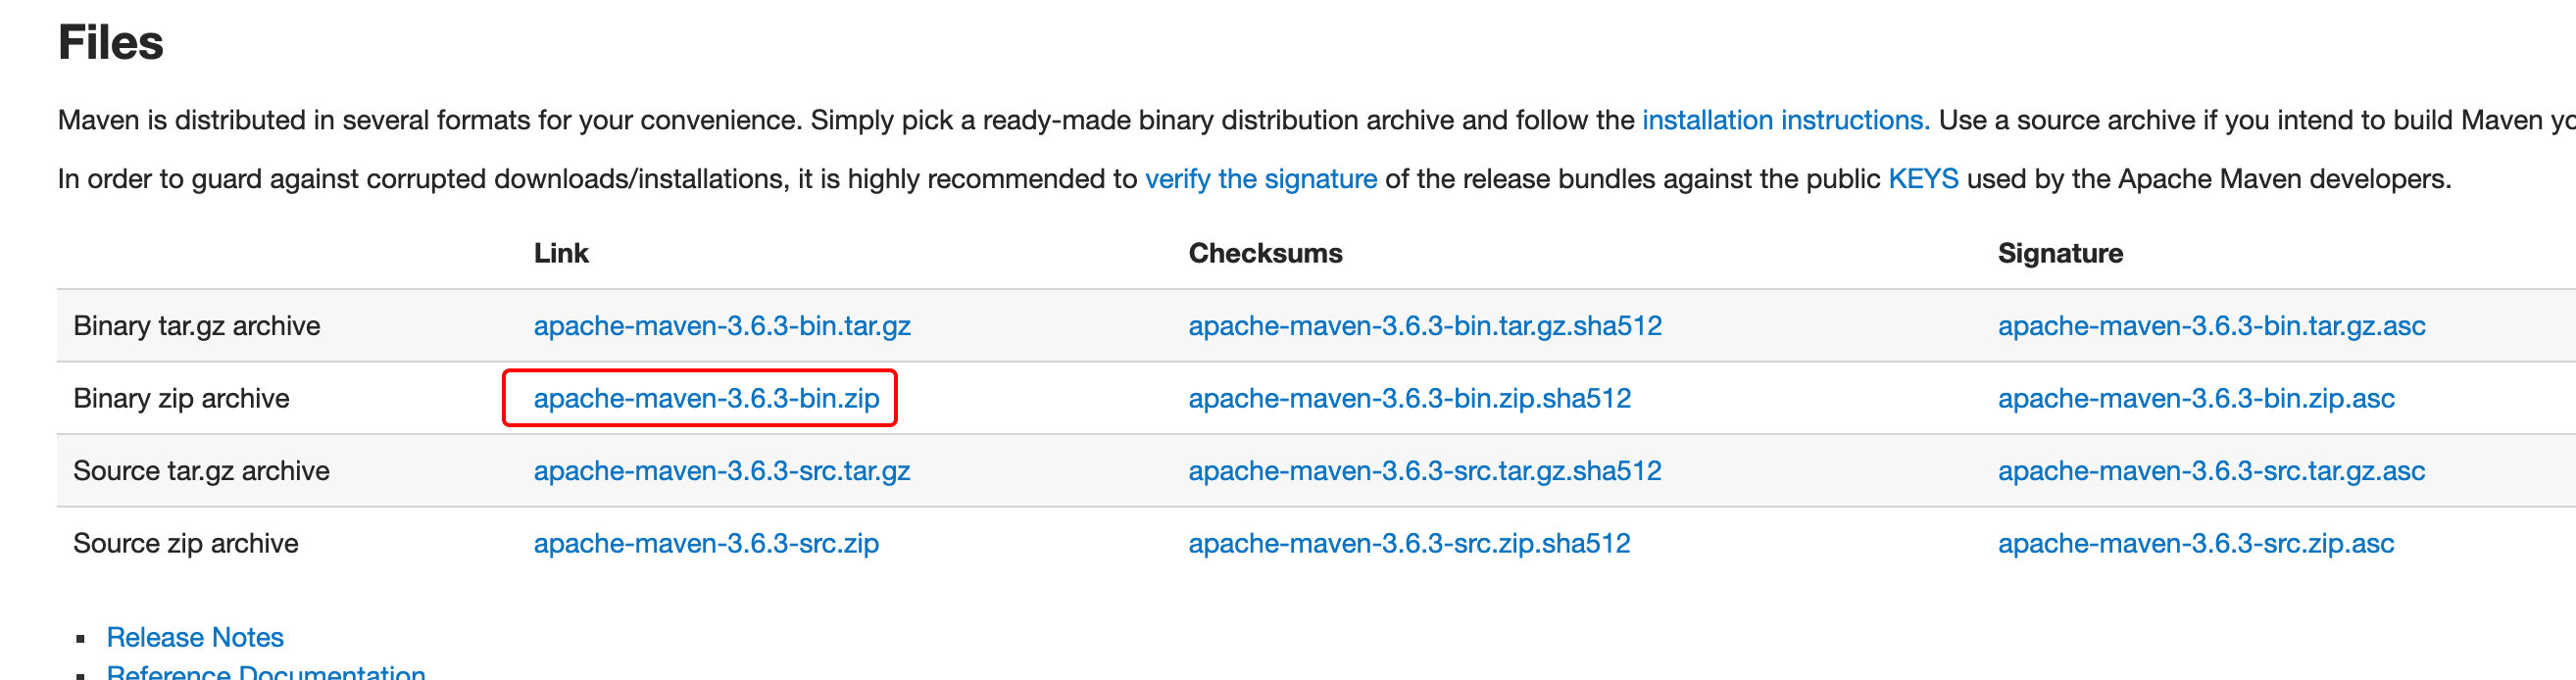 Files
Maven is distributed in several formats for your convenience. Simply pick a ready-made binary distribution archive and follow the installation instructions. Use a source archive if you intend to build Maven
In order to guard against corrupted downloads/installations, it is highly recommended to verify the signature of the release bundles against the public KEYS used by the Apache Maven developers.
Link Checksums Signature
Binary tar.gz archive apache-maven-3.6.3-bin.tar.gz apache-maven-3.6.3-bin.tar.gz.sha512 apache-maven-3.6.3-bin.tar.gz.asc
Binary zip archive apache-maven-3.6.3-bin.zip apache-maven-3.6.3-bin.zip.sha512 apache-maven-3.6.3-bin.zip.asc
Source tar.gz archive apache-maven-3.6.3-src.tar.gz apache-maven-3.6.3-src.tar.gz.sha512 apache-maven-3.6.3-src.tar.gz.asc
Source zip archive apache-maven-3.6.3-src.zip apache-maven-3.6.3-src.zip.sha512 apache-maven-3.6.3-src.zip.asc
Release Notes
Reference Documentation